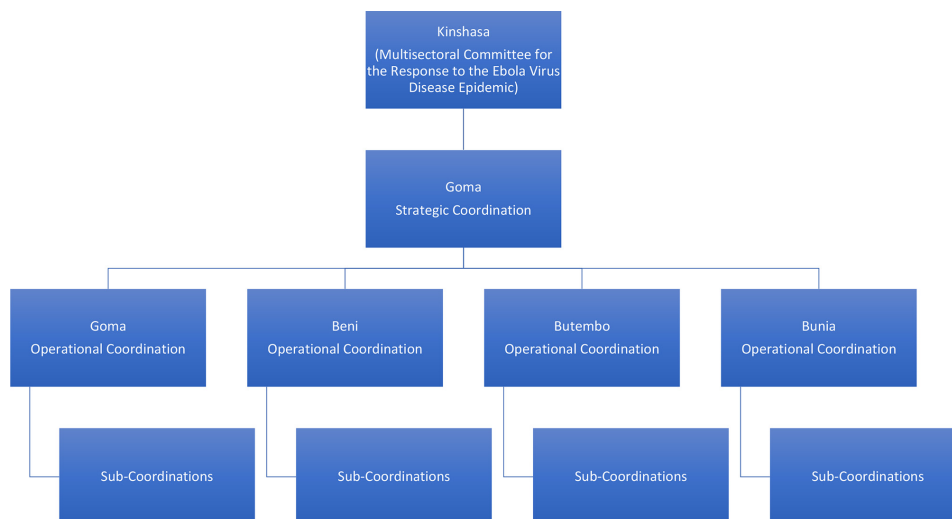 Kinshasa
(Multisectoral Committee for
the Response to the Ebola Virus
Disease Epidemic)
Goma
Strategic Coordination
Goma
Operational Coordination
Beni
Operational Coordination
Butembo
Operational Coordination
Bunia
Operational Coordination
Sub-Coordinations
Sub-Coordinations
Sub-Coordinations
Sub-Coordinations